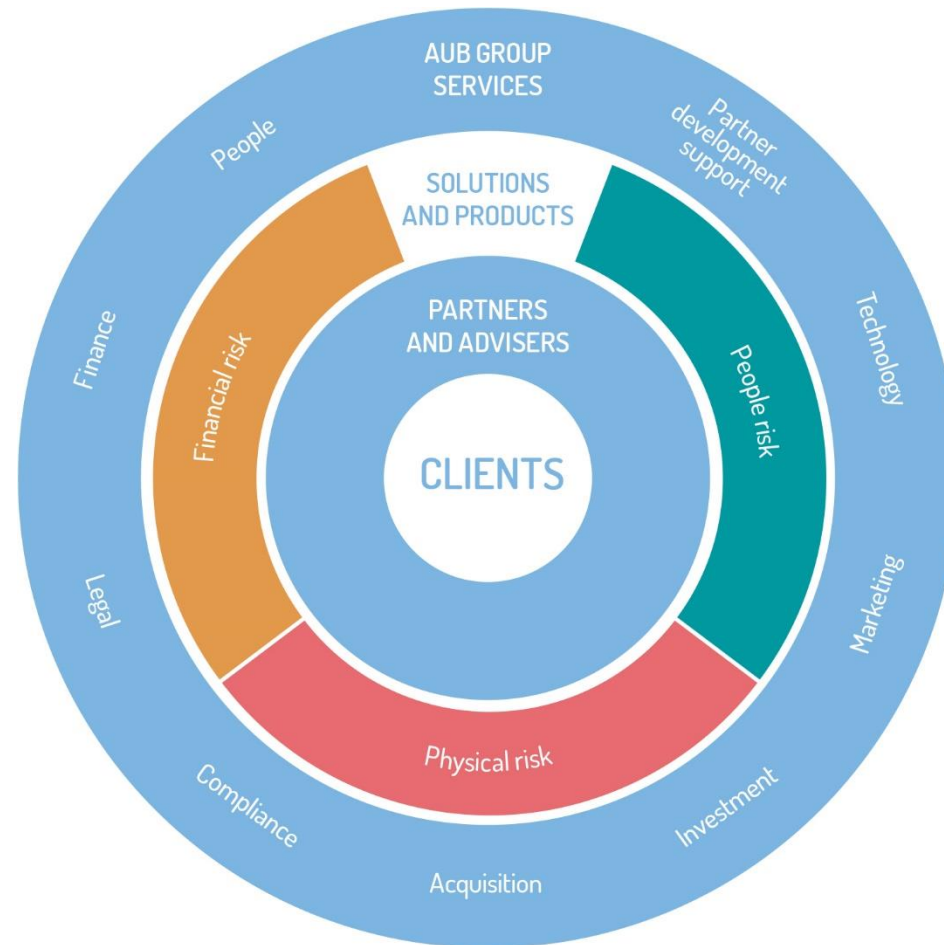 AUB GROUP
SERVICES
Partner
development
support
Technology
Marketing
Investment
Acquisition
Compliance
Legal
Finance
People
SOLUTIONS
AND PRODUCTS
People risk
Physical risk
Financial risk
PARTNERS
AND ADVISERS
CLIENTS